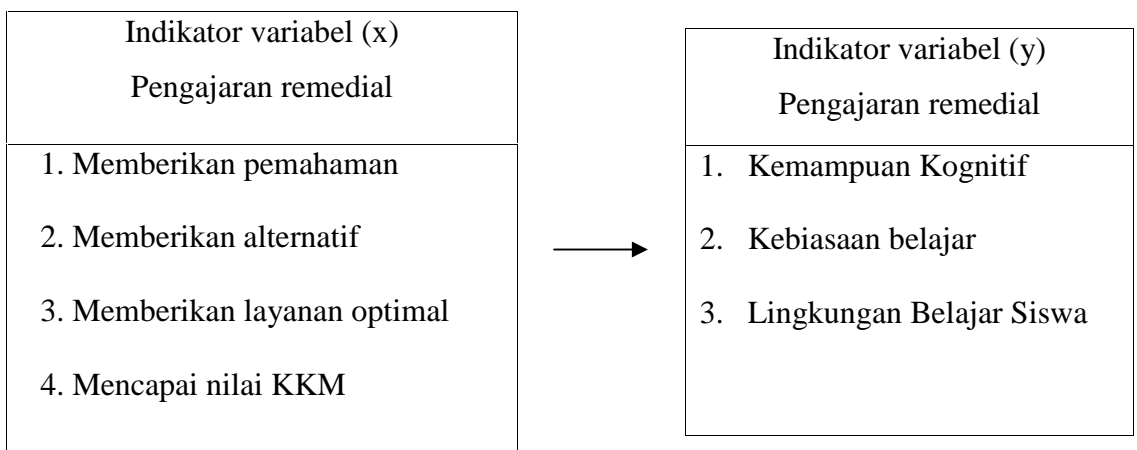 Indikator variabel (x)
Pengajaran remedial
1. Memberikan pemahaman
2. Memberikan alternatif
3. Memberikan layanan optimal
4. Mencapai nilai KKM
Indikator variabel (y)
Pengajaran remedial
1. Kemampuan Kognitif
2. Kebiasaan belajar
3. Lingkungan Belajar Siswa